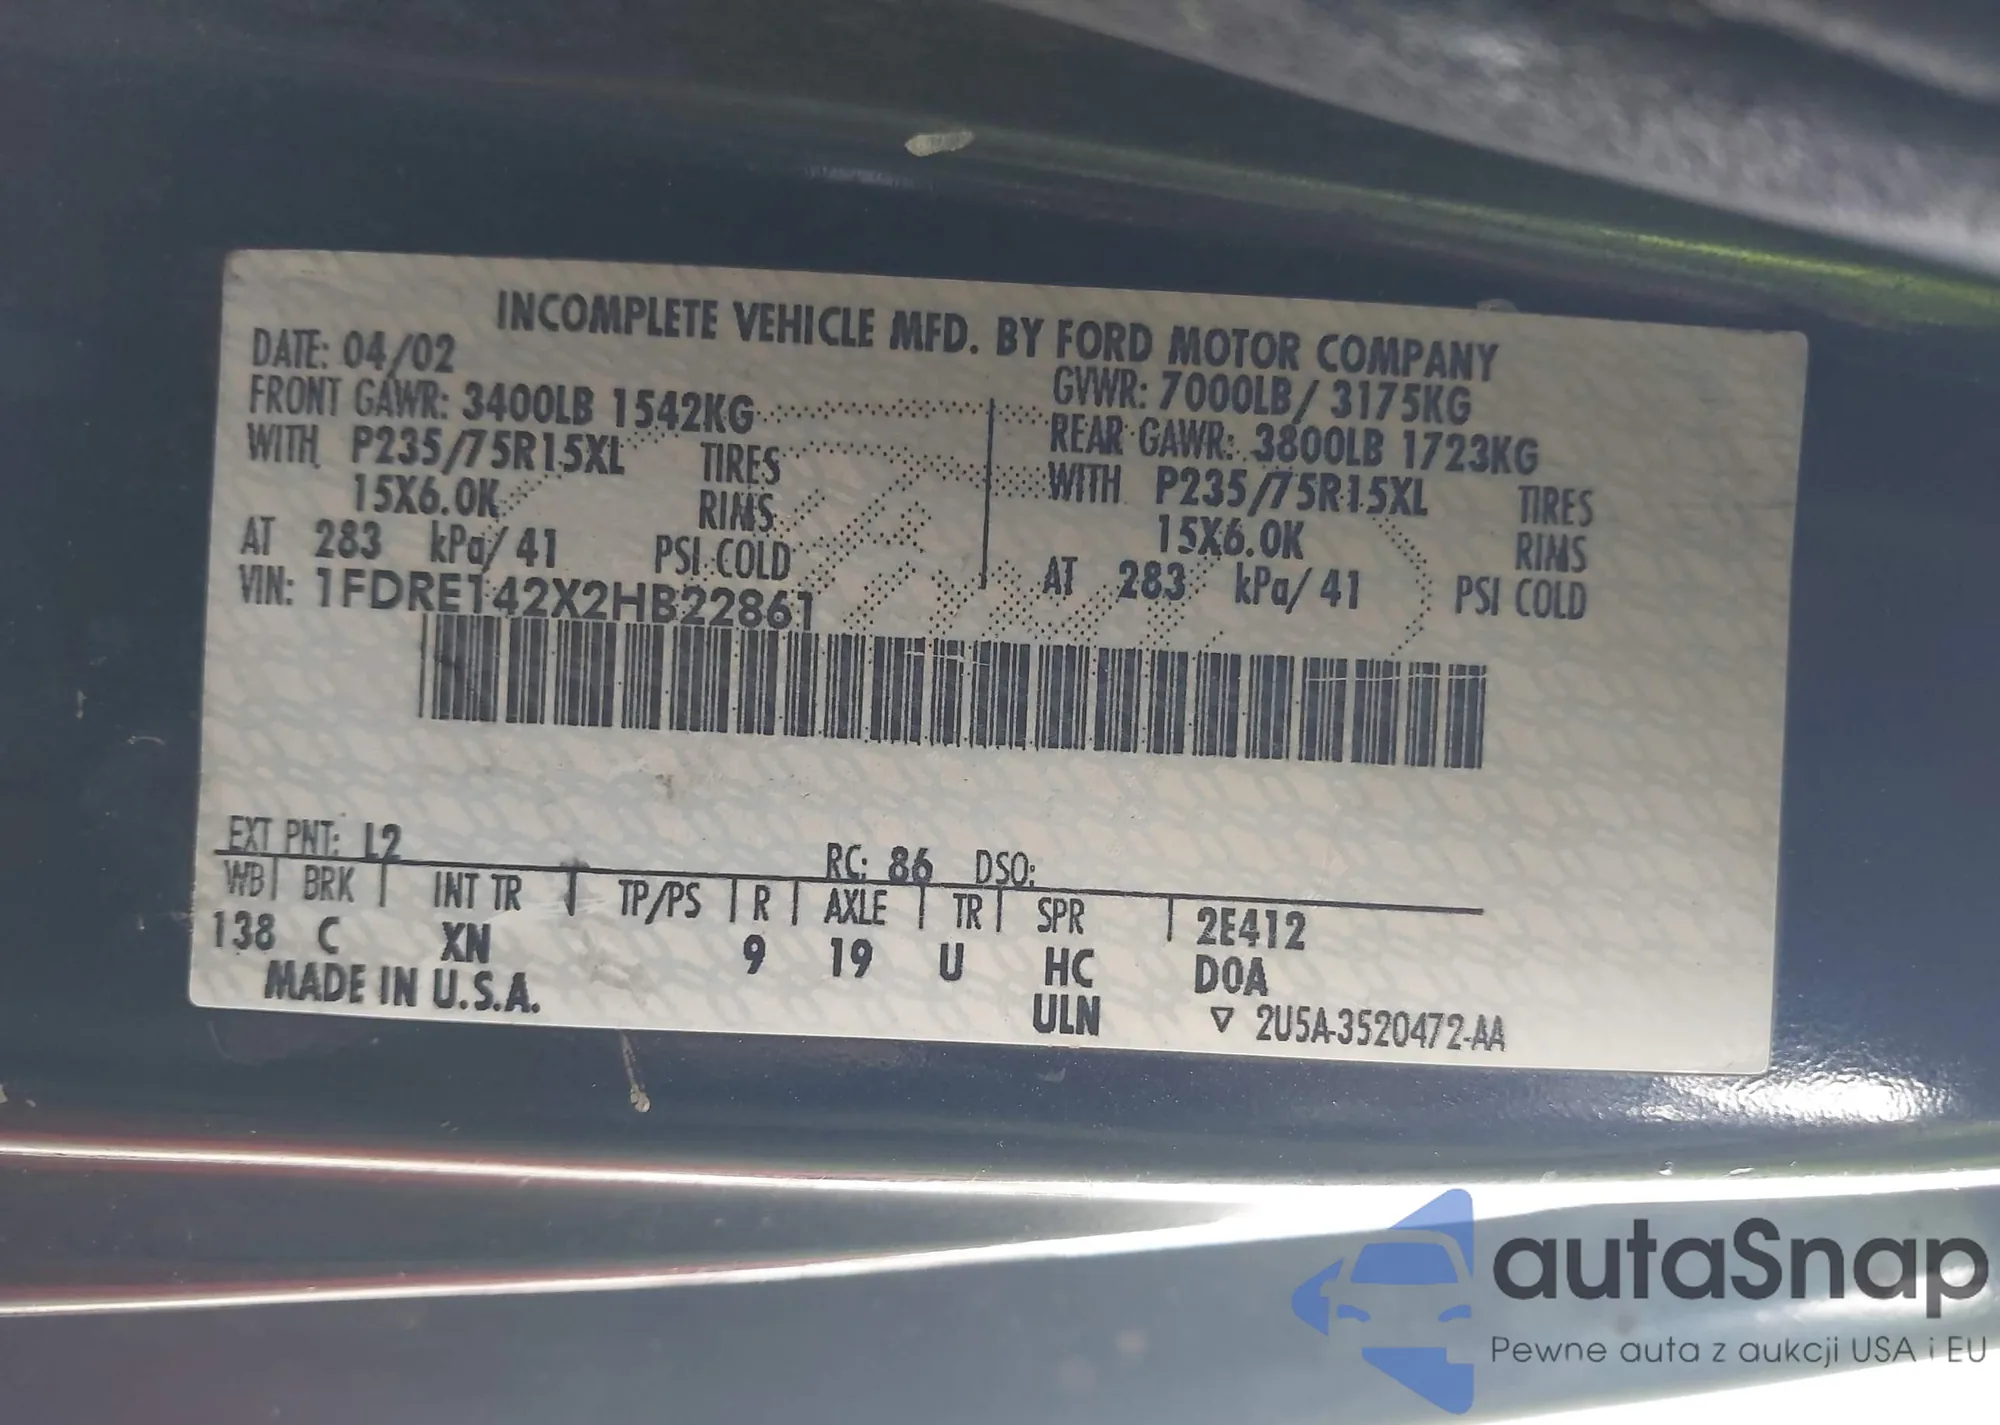 INCOMPLETE VEHICLE MFD. BY FORD MOTOR COMPANY
DATE: 04/02 GVWR: 7000LB/ 3175KG
FRONT GAWR: 3400LB 1542KG REAR GAWR: 3800LB 1723KG
WITH P235/75R15XL TIRES WITH P235/75R15XL TIRES
15X6.0K RIMS 15X6.0K RIMS
AT 283 kPa/ 41 PSI COLD AT 283 kPa/ 41 PSI COLD
VIN: 1FDRE142X2HB22861
EXT PNT: L2 RC: 86 DSO:
WB BRK INT TR TP/PS R AXLE TR SPR 2E412
138 C XN 9 19 U HC DOA
MADE IN U.S.A. ULN ▽ 2U5A-3520472-AA
autaSnap
Pewne auta z aukcji USA i EU